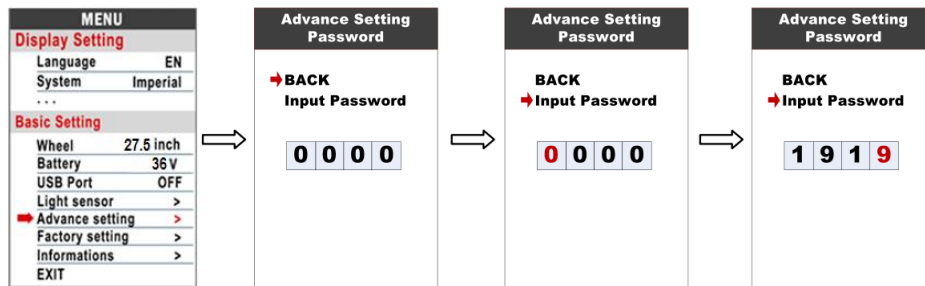 MENU
Display Setting
Language EN
System Imperial
...
Basic Setting
Wheel 27.5 inch
Battery 36 V
USB Port OFF
Light sensor >
Advance setting >
Factory setting >
Informations >
EXIT
Advance Setting
Password
BACK
Input Password
0 0 0 0
Advance Setting
Password
BACK
Input Password
0 0 0 0
Advance Setting
Password
BACK
Input Password
1 9 1 9